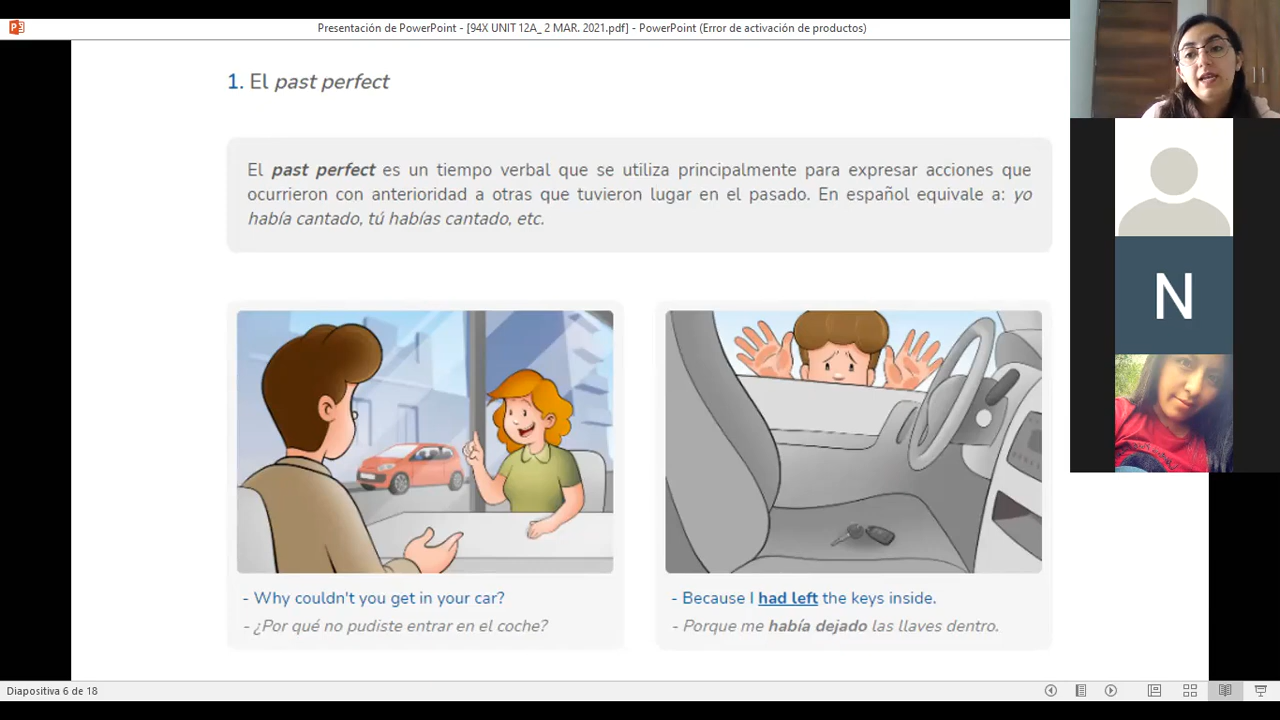 Presentación de PowerPoint - [94X UNIT 12A_ 2 MAR. 2021.pdf] - PowerPoint (Error de activación de productos)
1. El past perfect
El past perfect es un tiempo verbal que se utiliza principalmente para expresar acciones que
ocurrieron con anterioridad a otras que tuvieron lugar en el pasado. En español equivale a: yo
había cantado, tú habías cantado, etc.
- Why couldn't you get in your car?
- ¿Por qué no pudiste entrar en el coche?
- Because I had left the keys inside.
- Porque me había dejado las llaves dentro.
N
Diapositiva 6 de 18